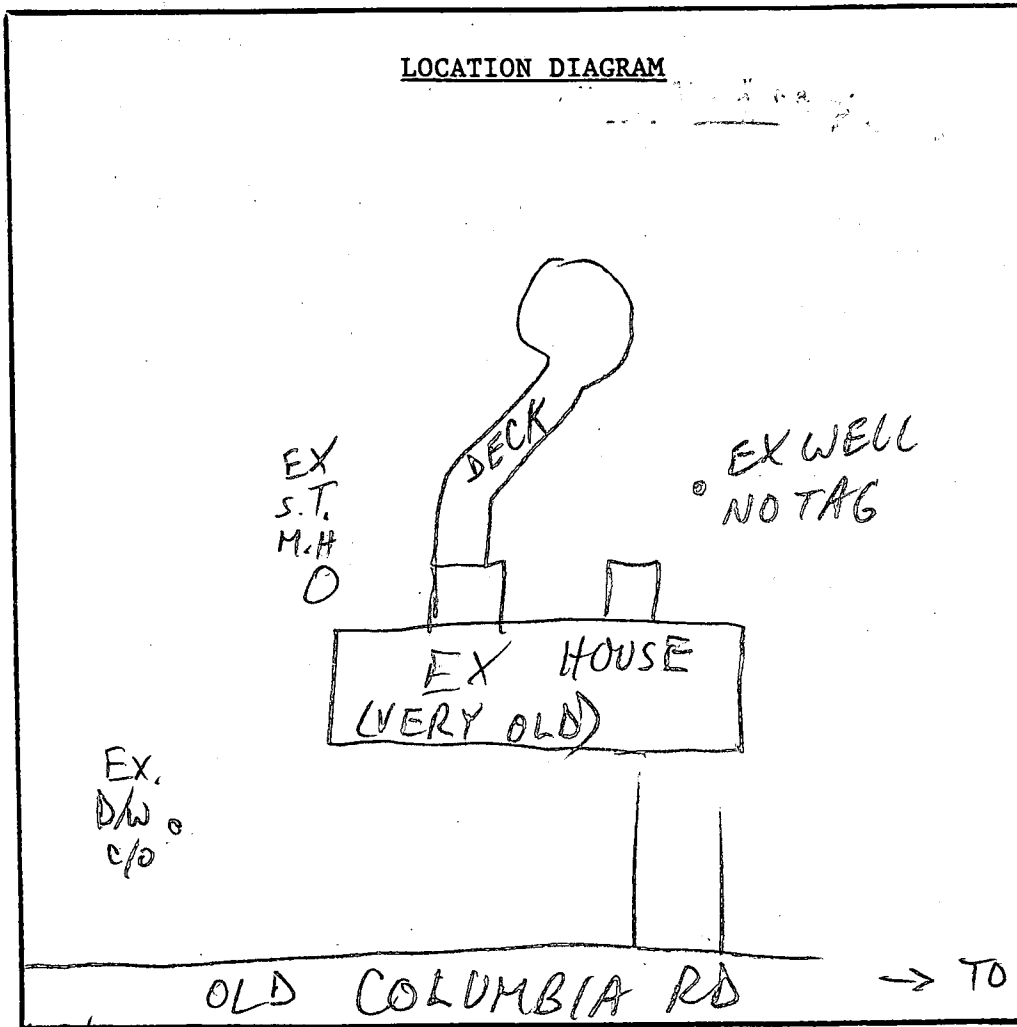 LOCATION DIAGRAM
DECK
EX
S.T.
M.H
EX WELL
NO TAG
EX HOUSE
(VERY OLD)
EX.
D/W
C/O
OLD COLUMBIA RD → TO